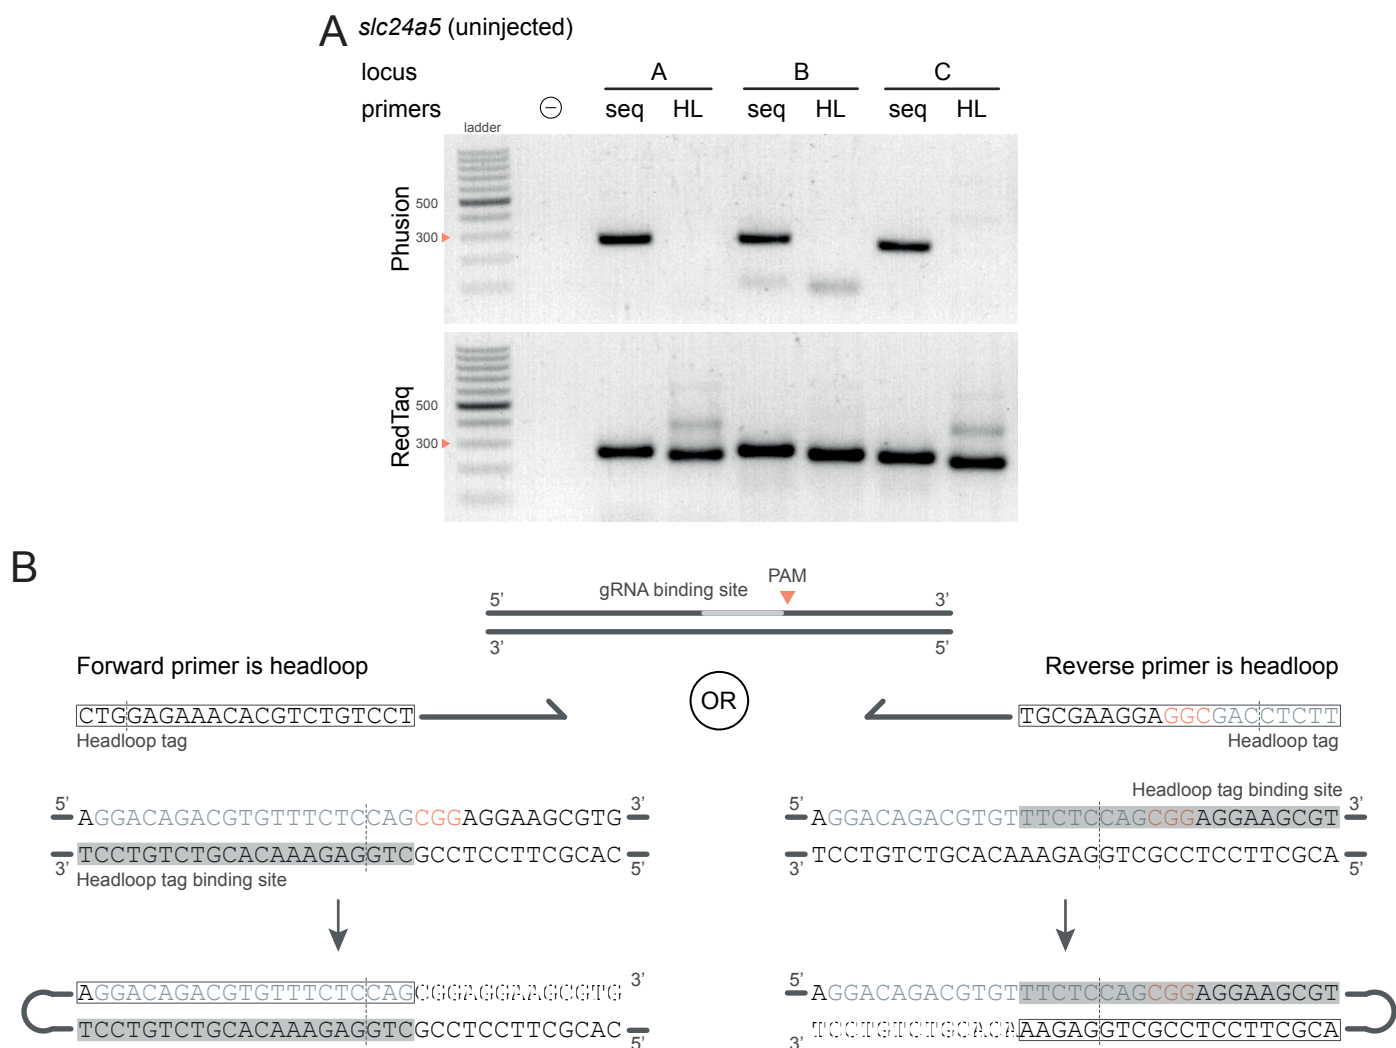 A slc24a5 (uninjected)
locus A B C
primers − seq HL seq HL seq HL
ladder
Phusion
500
300
RedTaq
500
300
B
gRNA binding site PAM
5’ 3’
3’ 5’
Forward primer is headloop
OR
Reverse primer is headloop
CTGGAGAAACACGTCTGTCCT
Headloop tag
TGCGAAGGAGGCGACCTCTT
Headloop tag
5’ AGGACAGACGTGTTTCTCCAGCGGAGGAAGCGTG 3’
3’ TCCTGTCTGCACAAAGAGGTCGCCTCCTTCGCAC 5’
Headloop tag binding site
Headloop tag binding site
5’ AGGACAGACGTGTTTCTCCAGCGGAGGAAGCGT 3’
3’ TCCTGTCTGCACAAAGAGGTCGCCTCCTTCGCA 5’
AGGACAGACGTGTTTCTCCAGCGGAGGAAGCGTG 3’
TCCTGTCTGCACAAAGAGGTCGCCTCCTTCGCAC 5’
5’ AGGACAGACGTGTTTCTCCAGCGGAGGAAGCGT
3’ TCCTGTCTGCACAAAGAGGTCGCCTCCTTCGCA